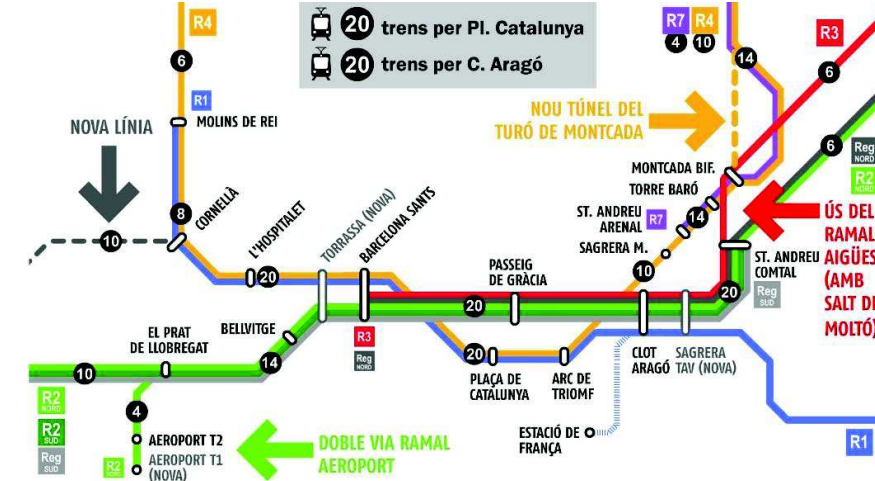 20 trens per Pl. Catalunya
20 trens per C. Aragó
R4
6
R1
MOLINS DE REI
NOVA LÍNIA
8
CORNELLÀ
10
L'HOSPITALET
20
TORRASSA (NOVA)
BARCELONA SANTS
R7 R4
4 10
14
R3
6
NOU TÚNEL DEL
TURÓ DE MONTCADA
6
Reg
NORD
R2
NORD
MONTCADA BIF.
TORRE BARÓ
ST. ANDREU
ARENAL
R7
14
SAGRERA M.
10
ÚS DEL
RAMAL
AIGÜES
(AMB
SALT DE
MOLTÓ)
ST. ANDREU
COMTAL
Reg
SUD
20
PASSEIG
DE GRÀCIA
20
BELLVITGE
R3
Reg
NORD
EL PRAT
DE LLOBREGAT
14
10
20
PLAÇA DE
CATALUNYA
ARC DE
TRIOMF
CLOT
ARAGÓ
SAGRERA
TAV (NOVA)
R2
NORD
R2
SUD
Reg
SUD
4
AEROPORT T2
R2
AEROPORT T1
(NOVA)
DOBLE VIA RAMAL
AEROPORT
ESTACIÓ DE
FRANÇA
R1